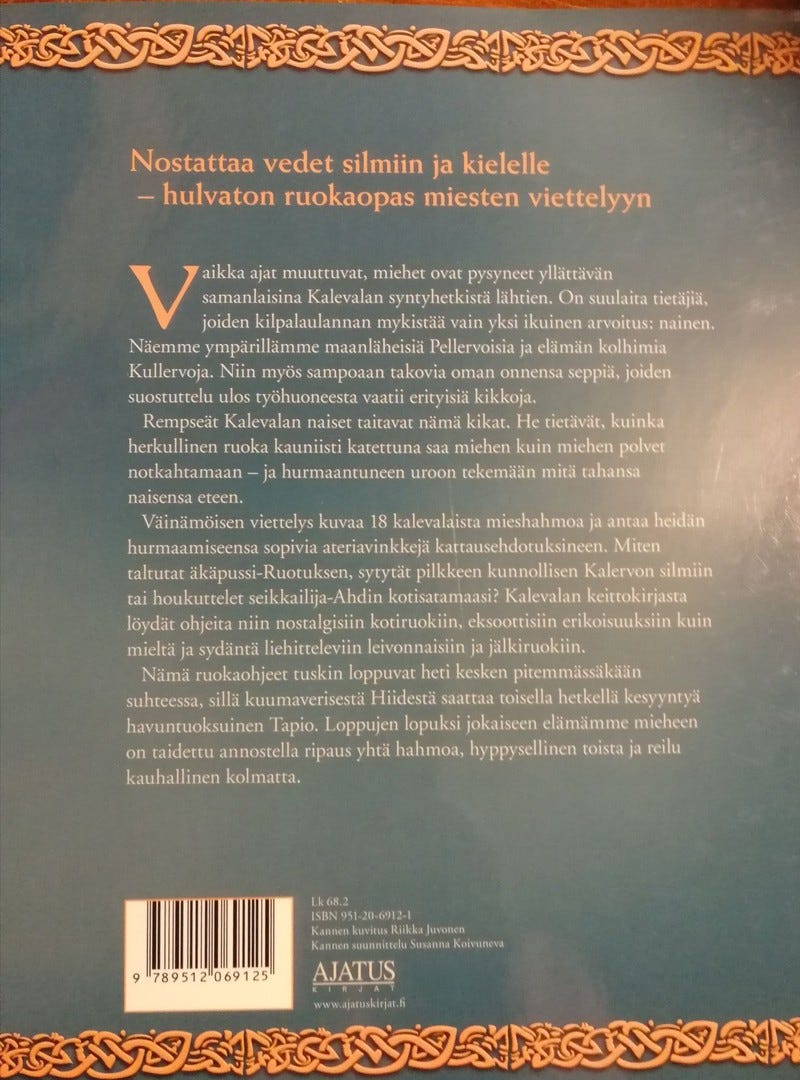 Nostattaa vedet silmiin ja kielelle
– hulvaton ruokaopas miesten viettelyyn
Vaikka ajat muuttuvat, miehet ovat pysyneet yllättävän
samanlaisina Kalevalan syntyhetkistä lähtien. On suulaita tietäjiä,
joiden kilpalaulannan mykistää vain yksi ikuinen arvoitus: nainen.
Näemme ympärillämme maanläheisiä Pellervoisia ja elämän kolhimia
Kullervoja. Niin myös sampoaan takovia oman onnensa seppiä, joiden
suostuttelu ulos työhuoneesta vaatii erityisiä kikkoja.
Rempseät Kalevalan naiset taitavat nämä kikat. He tietävät, kuinka
herkullinen ruoka kauniisti katettuna saa miehen kuin miehen polvet
notkahtamaan – ja hurmaantuneen uroon tekemään mitä tahansa
naisensa eteen.
Väinämöisen viettelys kuvaa 18 kalevalaista mieshahmoa ja antaa heidän
hurmaamiseensa sopivia ateriavinkkejä kattausehdotuksineen. Miten
taltutat äkäpussi-Ruotuksen, sytytät pilkkeen kunnollisen Kalervon silmiin
tai houkuttelet seikkailija-Ahdin kotisatamaasi? Kalevalan keittokirjasta
löydät ohjeita niin nostalgisiin kotiruokiin, eksoottisiin erikoisuuksiin kuin
mieltä ja sydäntä liehitteleviin leivonnaisiin ja jälkiruokiin.
Nämä ruokaohjeet tuskin loppuvat heti kesken pitemmässäkään
suhteessa, sillä kuumaverisestä Hiidestä saattaa toisella hetkellä kesyyntyä
havuntuoksuinen Tapio. Loppujen lopuksi jokaiseen elämämme mieheen
on taidettu annostella ripaus yhtä hahmoa, hyppysellinen toista ja reilu
kauhallinen kolmatta.
Lk 68.2
ISBN 951-20-6912-1
Kannen kuvitus Riikka Juvonen
Kannen suunnittelu Susanna Koivuneva
AJATUS
KIRJAT
www.ajatuskirjat.fi
9 789512 069125